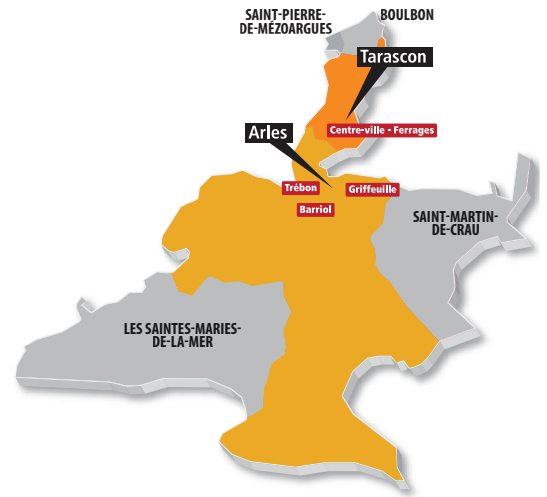 SAINT-PIERRE-
DE-MÉZOARGUES
BOULBON
Tarascon
Centre-ville - Ferrages
Arles
Trébon
Griffeuille
Barriol
SAINT-MARTIN-
DE-CRAU
LES SAINTES-MARIES-
DE-LA-MER